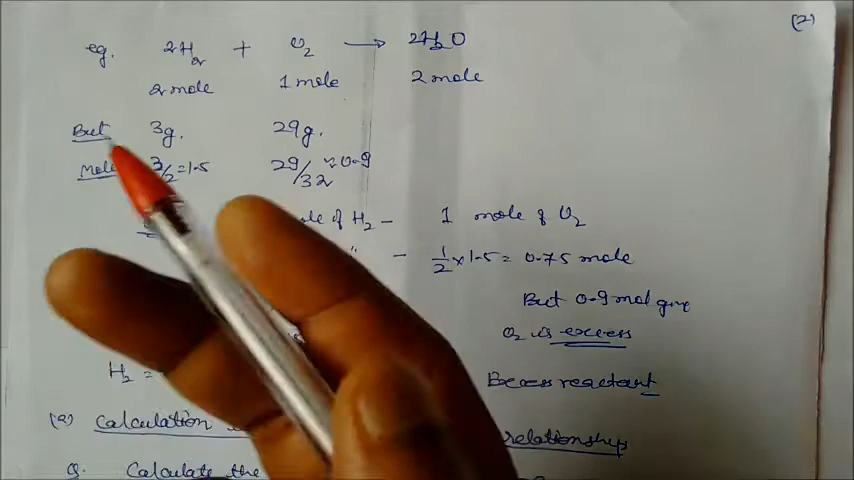 (2)
eg. 2H2 + O2 → 2H2O
2 mole 1 mole 2 mole
But 3g. 29g.
Mole 3/2 = 1.5 29/32 ≈ 0.9
of H2 - 1 mole of O2
" - 1/2 × 1.5 = 0.75 mole
But 0.9 mol give
O2 is excess
H2 = Excess reactant
(a) Calculation relationship
Q. Calculate the